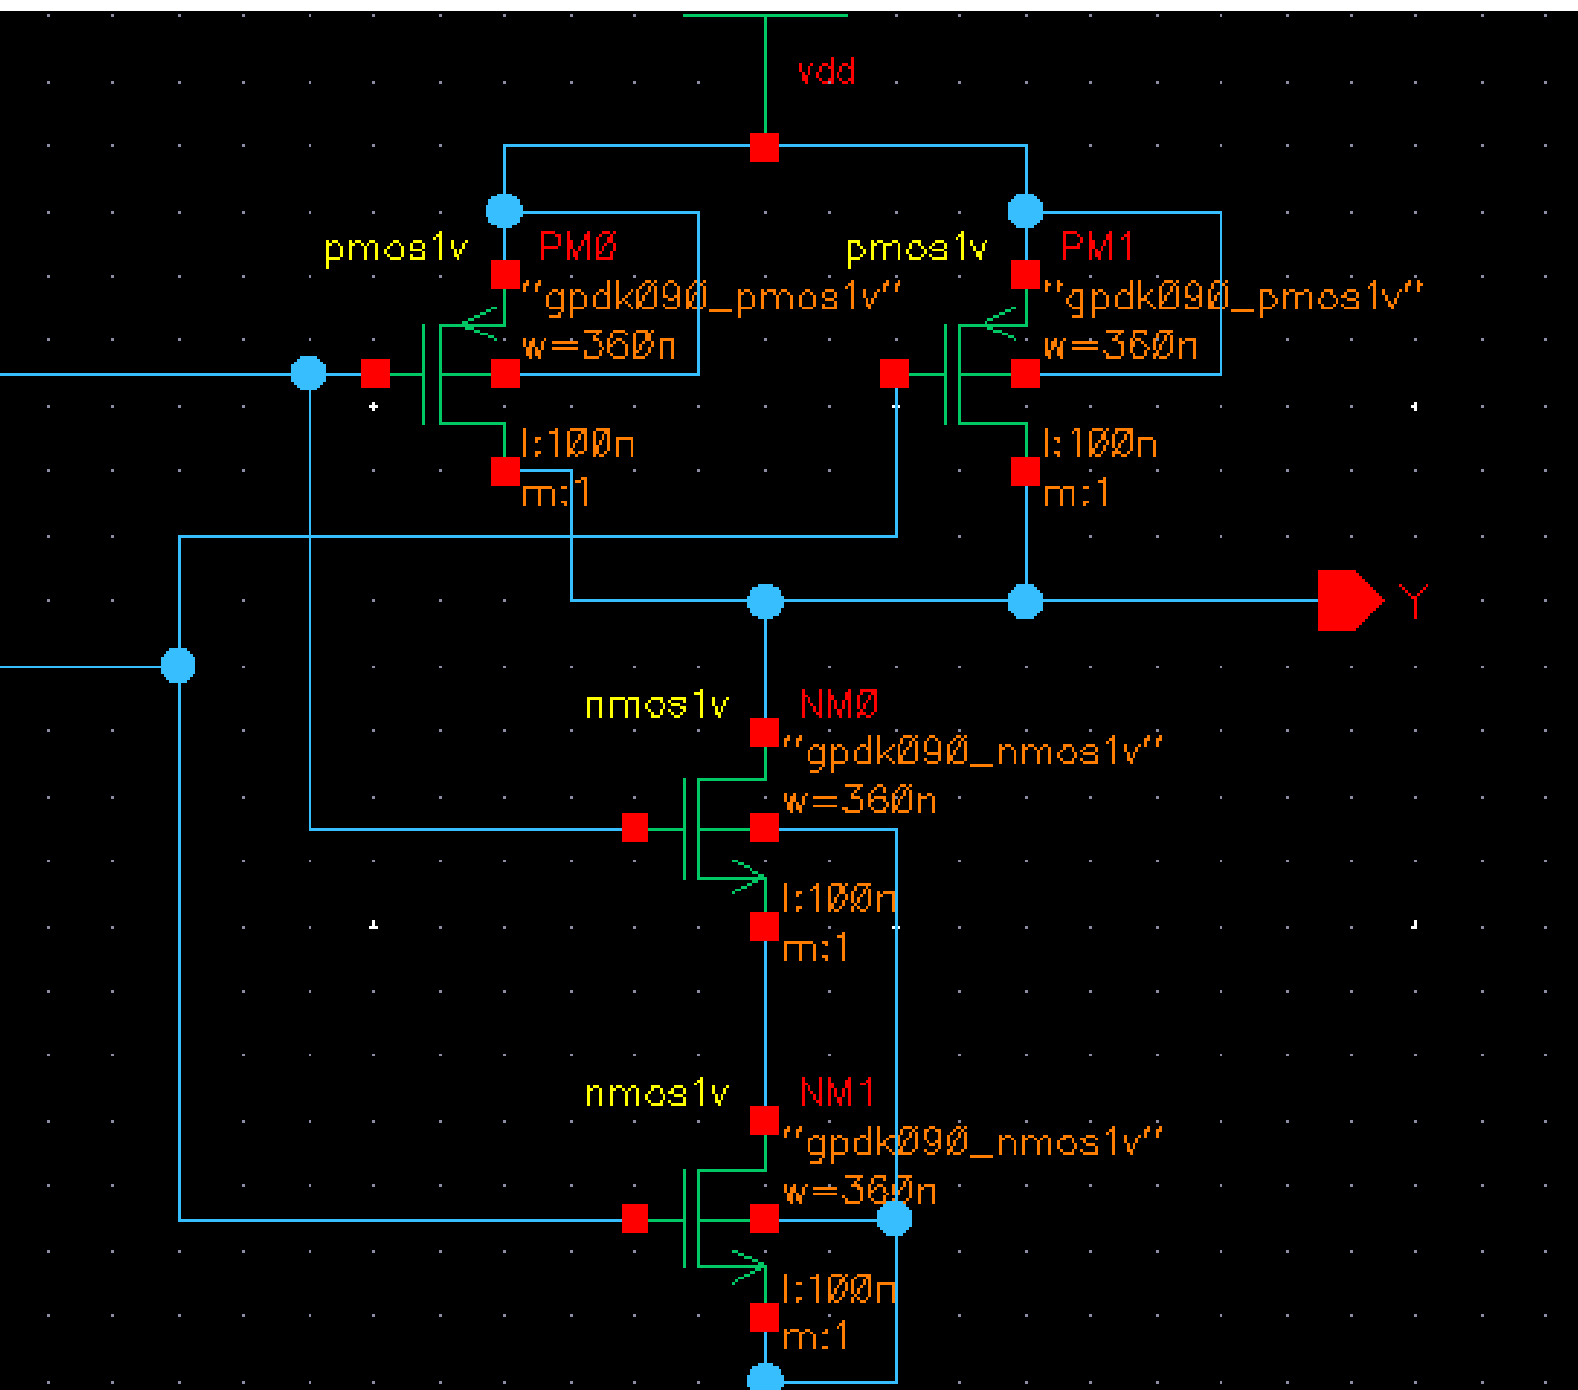 vdd
pmos1v PM0
"gpdk090_pmos1v"
w=360n
l:100n
m:1
pmos1v PM1
"gpdk090_pmos1v"
w=360n
l:100n
m:1
Y
nmos1v NM0
"gpdk090_nmos1v"
w=360n
l:100n
m:1
nmos1v NM1
"gpdk090_nmos1v"
w=360n
l:100n
m:1